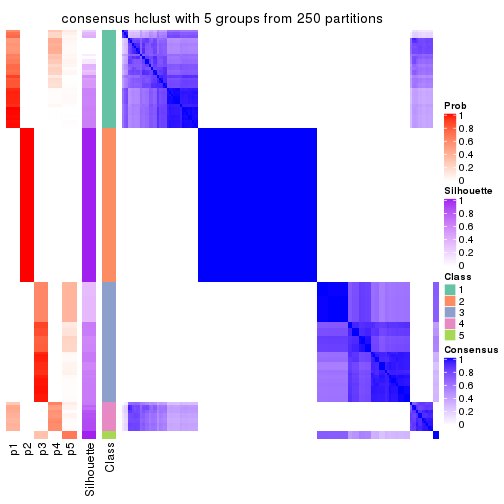 consensus hclust with 5 groups from 250 partitions
Prob
1
0.8
0.6
0.4
0.2
0
Silhouette
1
0.8
0.6
0.4
0.2
0
Class
1
2
3
4
5
Consensus
1
0.8
0.6
0.4
0.2
0
p1
p2
p3
p4
p5
Silhouette
Class